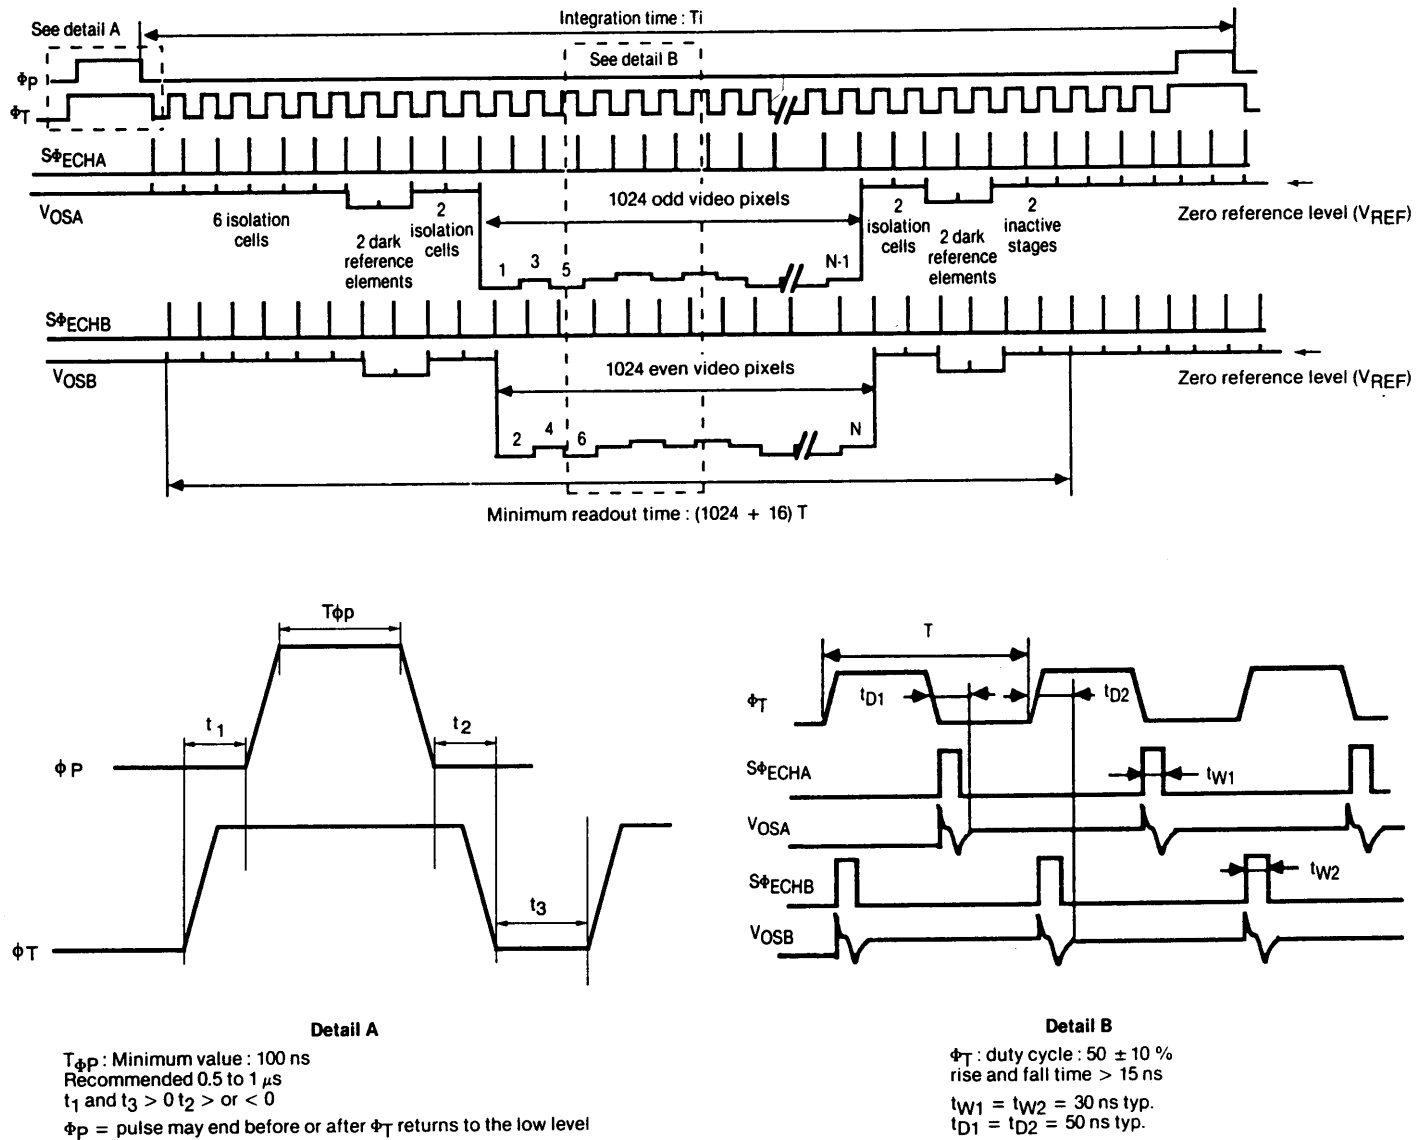 Integration time : Ti
See detail A
See detail B
ΦP
ΦT
SΦECHA
VOSA
6 isolation
cells
2 dark
reference
elements
2
isolation
cells
1024 odd video pixels
1
3
5
N-1
2
isolation
cells
2 dark
reference
elements
2
inactive
stages
Zero reference level (VREF)
SΦECHB
VOSB
1024 even video pixels
2
4
6
N
Zero reference level (VREF)
Minimum readout time : (1024 + 16) T
TΦp
t1
t2
ΦP
t3
ΦT
Detail A
TΦP : Minimum value : 100 ns
Recommended 0.5 to 1 μs
t1 and t3 > 0 t2 > or < 0
ΦP = pulse may end before or after ΦT returns to the low level
T
ΦT
tD1
tD2
SΦECHA
tW1
VOSA
SΦECHB
tW2
VOSB
Detail B
ΦT : duty cycle : 50 ± 10 %
rise and fall time > 15 ns
tW1 = tW2 = 30 ns typ.
tD1 = tD2 = 50 ns typ.